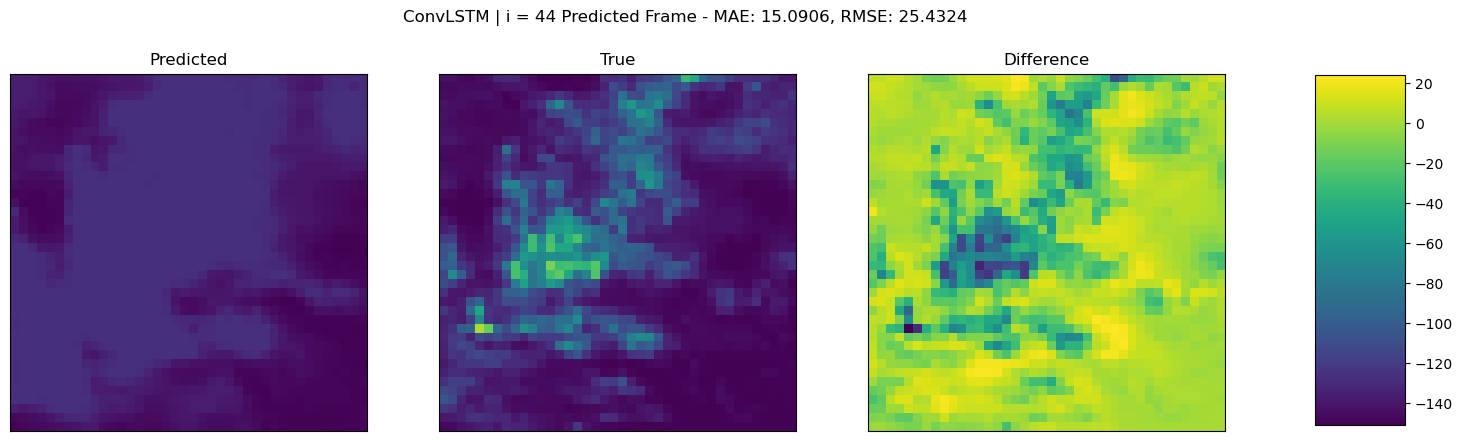 ConvLSTM | i = 44 Predicted Frame - MAE: 15.0906, RMSE: 25.4324
Predicted
True
Difference
20
0
−20
−40
−60
−80
−100
−120
−140